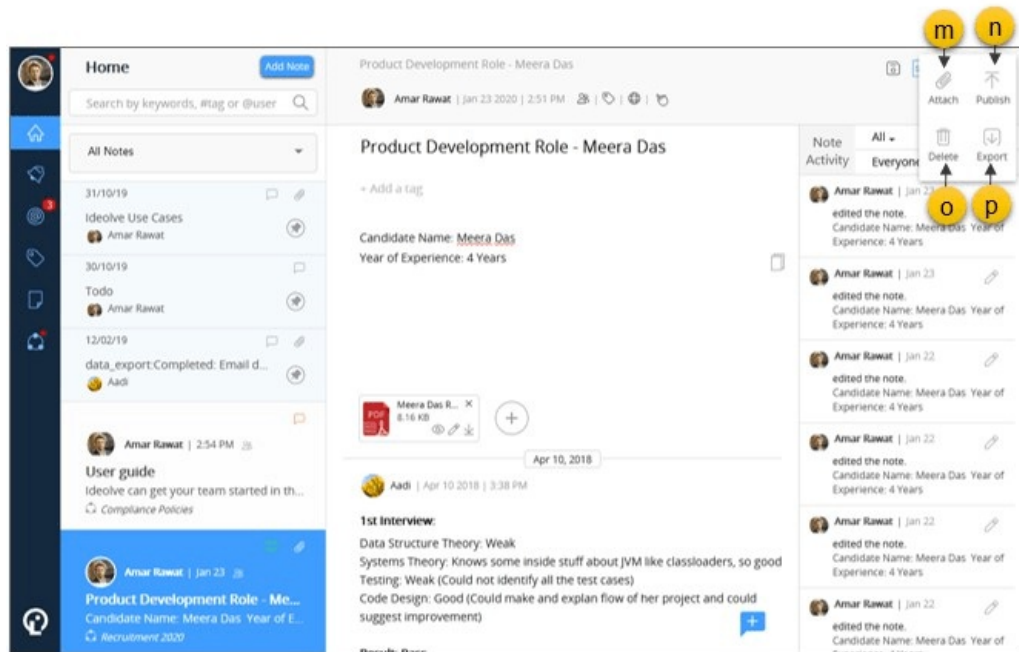 m
n
Attach
Publish
Delete
Export
o
p
Home
Add Note
Search by keywords, #tag or @user
All Notes
3
31/10/19
Ideolve Use Cases
Amar Rawat
30/10/19
Todo
Amar Rawat
12/02/19
data_export:Completed: Email d...
Aadi
Amar Rawat | 2:54 PM
User guide
Ideolve can get your team started in th...
Compliance Policies
Amar Rawat | Jan 23
Product Development Role - Me...
Candidate Name: Meera Das Year of E...
Recruitment 2020
Product Development Role - Meera Das
Amar Rawat | Jan 23 2020 | 2:51 PM
Product Development Role - Meera Das
+ Add a tag
Candidate Name: Meera Das
Year of Experience: 4 Years
PDF
Meera Das R...
8.16 KB
Apr 10, 2018
Aadi | Apr 10 2018 | 3:38 PM
1st Interview:
Data Structure Theory: Weak
Systems Theory: Knows some inside stuff about JVM like classloaders, so good
Testing: Weak (Could not identify all the test cases)
Code Design: Good (Could make and explan flow of her project and could
suggest improvement)
Result: Pass
Note
Activity
All
Everyone
Amar Rawat | Jan 23
edited the note.
Candidate Name: Meera Das Year of
Experience: 4 Years
Amar Rawat | Jan 23
edited the note.
Candidate Name: Meera Das Year of
Experience: 4 Years
Amar Rawat | Jan 22
edited the note.
Candidate Name: Meera Das Year of
Experience: 4 Years
Amar Rawat | Jan 22
edited the note.
Candidate Name: Meera Das Year of
Experience: 4 Years
Amar Rawat | Jan 22
edited the note.
Candidate Name: Meera Das Year of
Experience: 4 Years
Amar Rawat | Jan 22
edited the note.
Candidate Name: Meera Das Year of